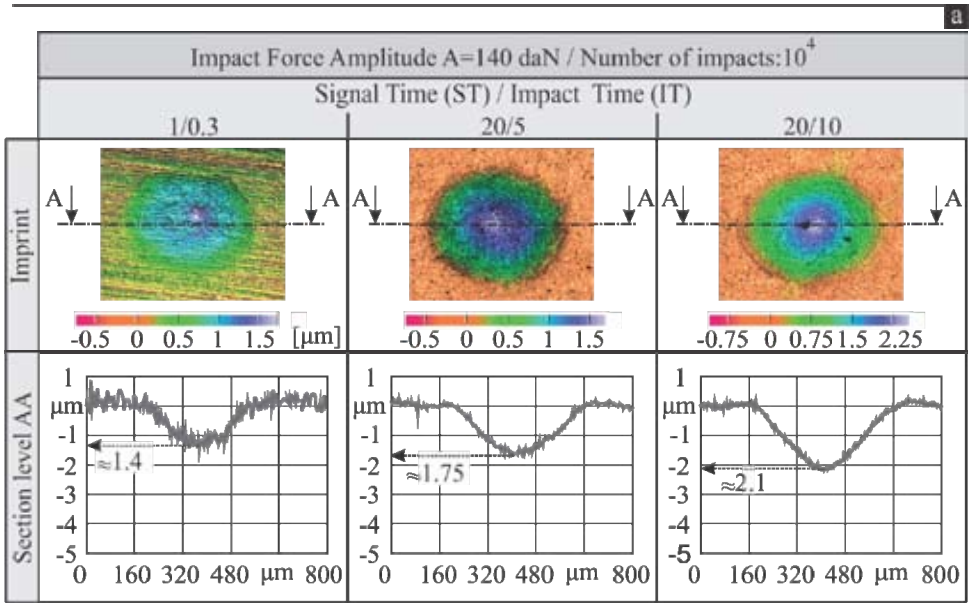 a
Impact Force Amplitude A=140 daN / Number of impacts:10⁴
Signal Time (ST) / Impact Time (IT)
1/0.3 20/5 20/10
Imprint
A A A A A A
-0.5 0 0.5 1 1.5 [μm] -0.5 0 0.5 1 1.5 -0.75 0 0.75 1.5 2.25
Section level AA
1 1 1
μm μm μm
-1 -1 -1
≈1.4 ≈1.75 ≈2.1
-2 -2 -2
-3 -3 -3
-4 -4 -4
-5 -5 -5
0 160 320 480 μm 800 0 160 320 480 μm 800 0 160 320 480 μm 800